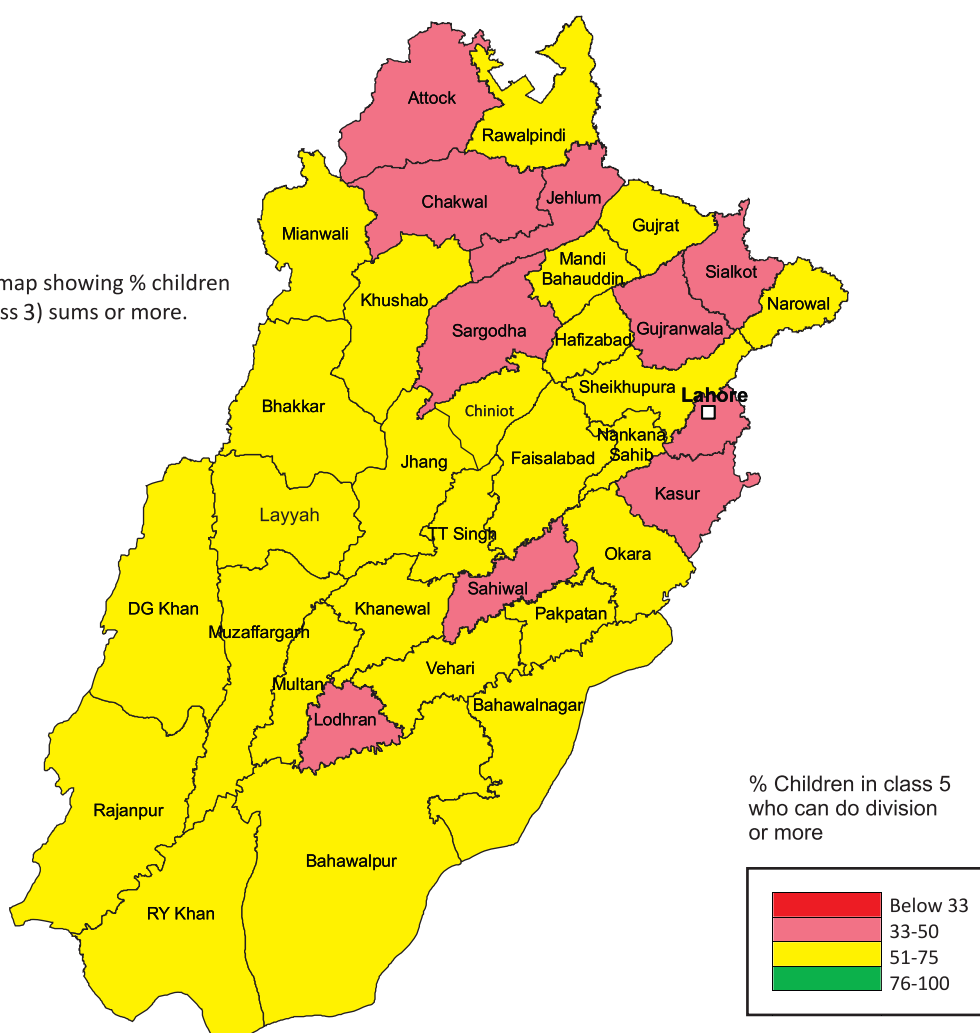 Attock
Rawalpindi
Chakwal
Jehlum
Mianwali
Gujrat
Mandi
Bahauddin
Sialkot
map showing % children
ss 3) sums or more.
Khushab
Narowal
Sargodha
Gujranwala
Hafizabad
Sheikhupura
Lahore
Bhakkar
Chiniot
Nankana
Sahib
Jhang
Faisalabad
Kasur
Layyah
TT Singh
Okara
Sahiwal
DG Khan
Khanewal
Pakpatan
Muzaffargarh
Vehari
Multan
Bahawalnagar
Lodhran
Rajanpur
% Children in class 5
who can do division
or more
Bahawalpur
RY Khan
Below 33
33-50
51-75
76-100